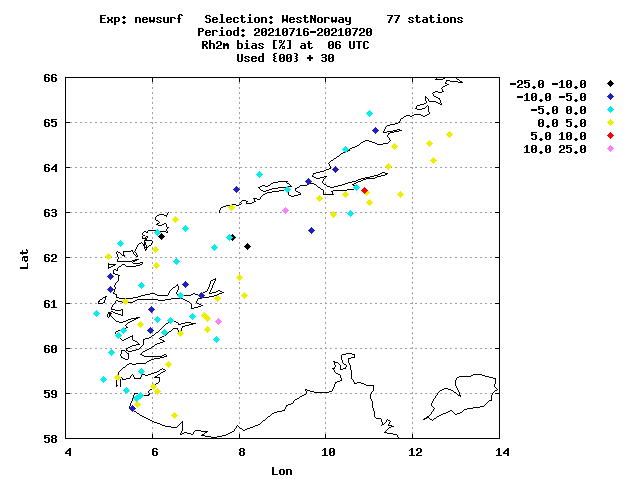 Exp: newsurf Selection: WestNorway 77 stations
Period: 20210716-20210720
Rh2m bias [%] at 06 UTC
Used {00} + 30
66
65
64
63
62
61
60
59
58
4 6 8 10 12 14
Lat
Lon
-25.0 -10.0
-10.0 -5.0
-5.0 0.0
0.0 5.0
5.0 10.0
10.0 25.0